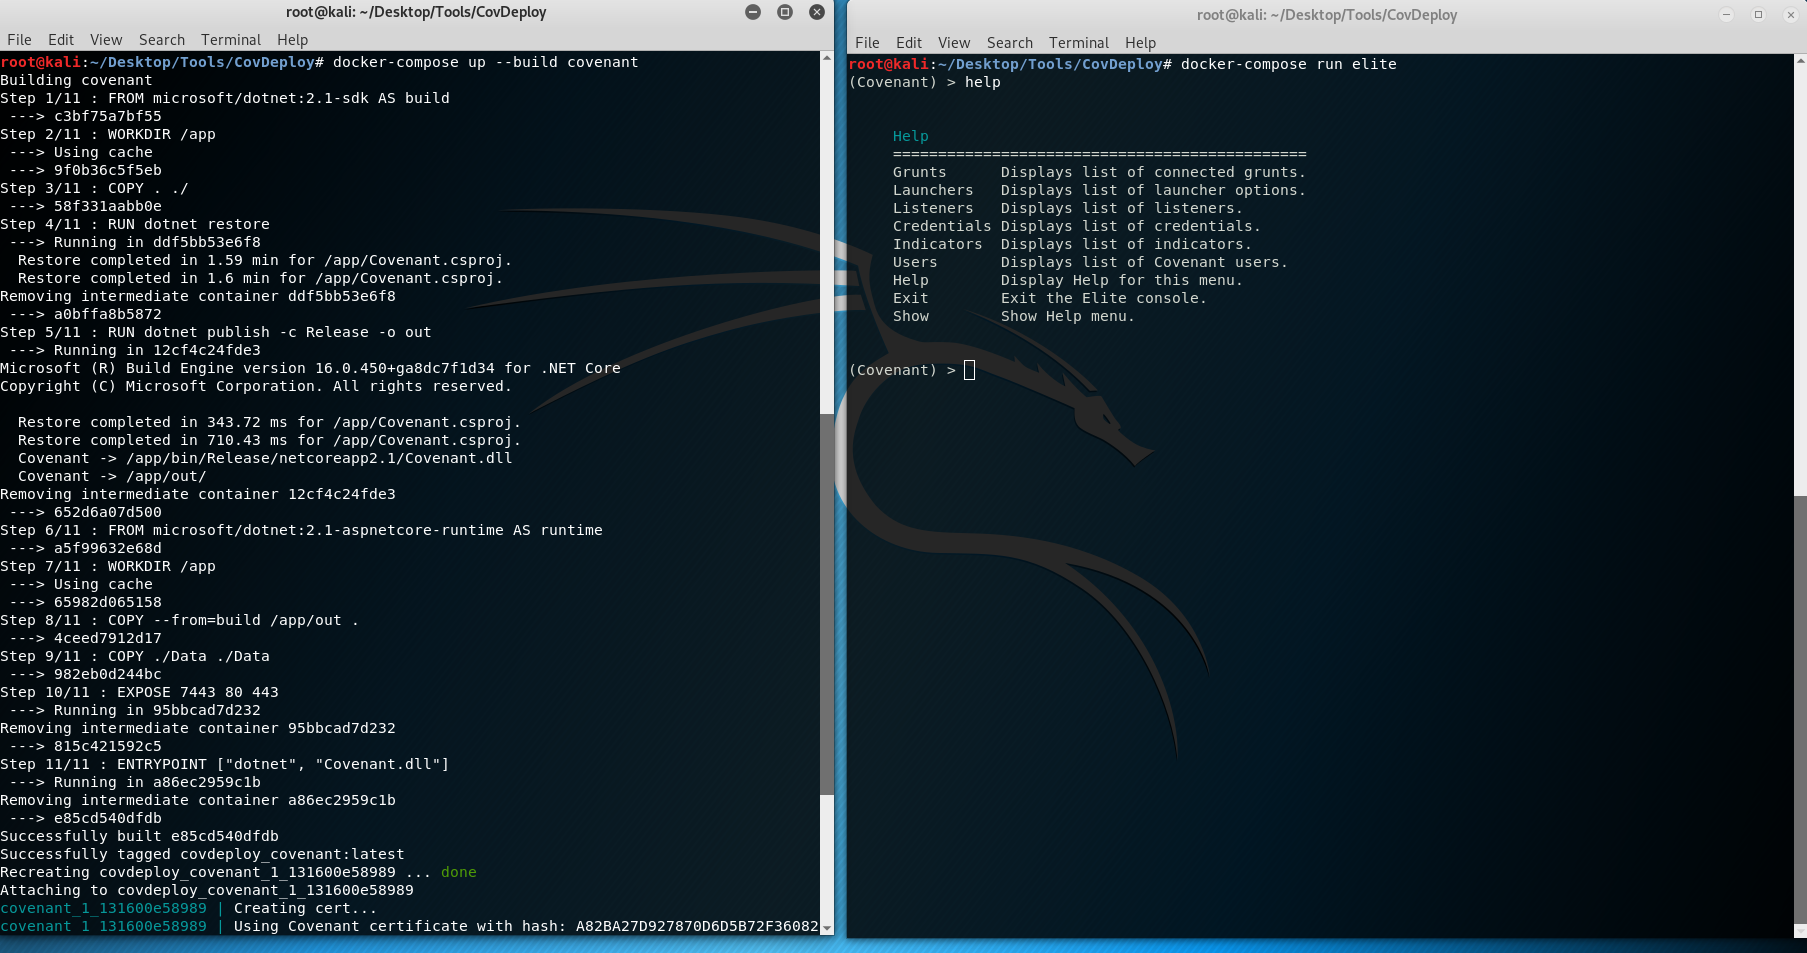 root@kali: ~/Desktop/Tools/CovDeploy
File Edit View Search Terminal Help
root@kali:~/Desktop/Tools/CovDeploy# docker-compose up --build covenant
Building covenant
Step 1/11 : FROM microsoft/dotnet:2.1-sdk AS build
 ---> c3bf75a7bf55
Step 2/11 : WORKDIR /app
 ---> Using cache
 ---> 9f0b36c5f5eb
Step 3/11 : COPY . ./
 ---> 58f331aabb0e
Step 4/11 : RUN dotnet restore
 ---> Running in ddf5bb53e6f8
  Restore completed in 1.59 min for /app/Covenant.csproj.
  Restore completed in 1.6 min for /app/Covenant.csproj.
Removing intermediate container ddf5bb53e6f8
 ---> a0bffa8b5872
Step 5/11 : RUN dotnet publish -c Release -o out
 ---> Running in 12cf4c24fde3
Microsoft (R) Build Engine version 16.0.450+ga8dc7f1d34 for .NET Core
Copyright (C) Microsoft Corporation. All rights reserved.
  Restore completed in 343.72 ms for /app/Covenant.csproj.
  Restore completed in 710.43 ms for /app/Covenant.csproj.
  Covenant -> /app/bin/Release/netcoreapp2.1/Covenant.dll
  Covenant -> /app/out/
Removing intermediate container 12cf4c24fde3
 ---> 652d6a07d500
Step 6/11 : FROM microsoft/dotnet:2.1-aspnetcore-runtime AS runtime
 ---> a5f99632e68d
Step 7/11 : WORKDIR /app
 ---> Using cache
 ---> 65982d065158
Step 8/11 : COPY --from=build /app/out .
 ---> 4ceed7912d17
Step 9/11 : COPY ./Data ./Data
 ---> 982eb0d244bc
Step 10/11 : EXPOSE 7443 80 443
 ---> Running in 95bbcad7d232
Removing intermediate container 95bbcad7d232
 ---> 815c421592c5
Step 11/11 : ENTRYPOINT ["dotnet", "Covenant.dll"]
 ---> Running in a86ec2959c1b
Removing intermediate container a86ec2959c1b
 ---> e85cd540dfdb
Successfully built e85cd540dfdb
Successfully tagged covdeploy_covenant:latest
Recreating covdeploy_covenant_1_131600e58989 ... done
Attaching to covdeploy_covenant_1_131600e58989
covenant_1_131600e58989 | Creating cert...
covenant_1_131600e58989 | Using Covenant certificate with hash: A82BA27D927870D6D5B72F36082
root@kali: ~/Desktop/Tools/CovDeploy
File Edit View Search Terminal Help
root@kali:~/Desktop/Tools/CovDeploy# docker-compose run elite
(Covenant) > help
Help
==============================================
Grunts Displays list of connected grunts.
Launchers Displays list of launcher options.
Listeners Displays list of listeners.
Credentials Displays list of credentials.
Indicators Displays list of indicators.
Users Displays list of Covenant users.
Help Display Help for this menu.
Exit Exit the Elite console.
Show Show Help menu.
(Covenant) >